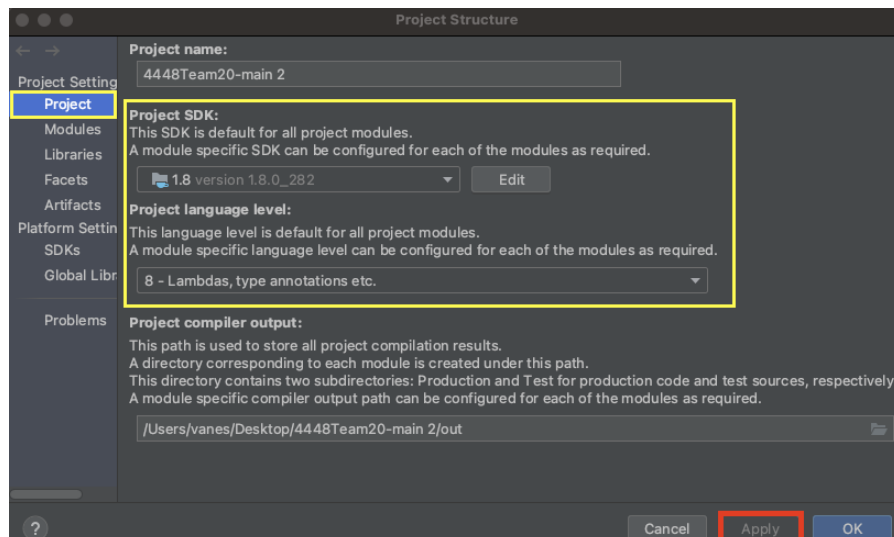 Project Structure
Project name:
4448Team20-main 2
Project Setting
Project
Modules
Libraries
Facets
Artifacts
Platform Settin
SDKs
Global Libr
Problems
Project SDK:
This SDK is default for all project modules.
A module specific SDK can be configured for each of the modules as required.
1.8 version 1.8.0_282
Edit
Project language level:
This language level is default for all project modules.
A module specific language level can be configured for each of the modules as required.
8 - Lambdas, type annotations etc.
Project compiler output:
This path is used to store all project compilation results.
A directory corresponding to each module is created under this path.
This directory contains two subdirectories: Production and Test for production code and test sources, respectively
A module specific compiler output path can be configured for each of the modules as required.
/Users/vanes/Desktop/4448Team20-main 2/out
?
Cancel
Apply
OK